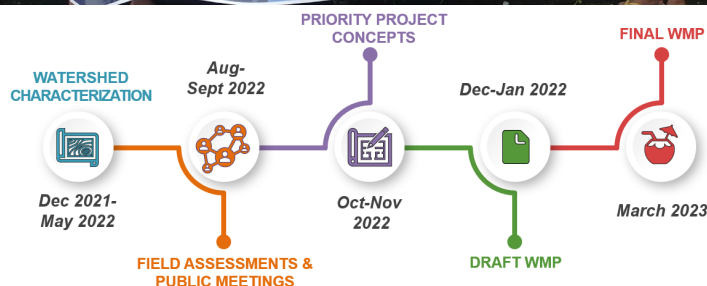 WATERSHED
CHARACTERIZATION
Dec 2021-
May 2022
Aug-
Sept 2022
FIELD ASSESSMENTS &
PUBLIC MEETINGS
PRIORITY PROJECT
CONCEPTS
Oct-Nov
2022
Dec-Jan 2022
DRAFT WMP
FINAL WMP
March 2023